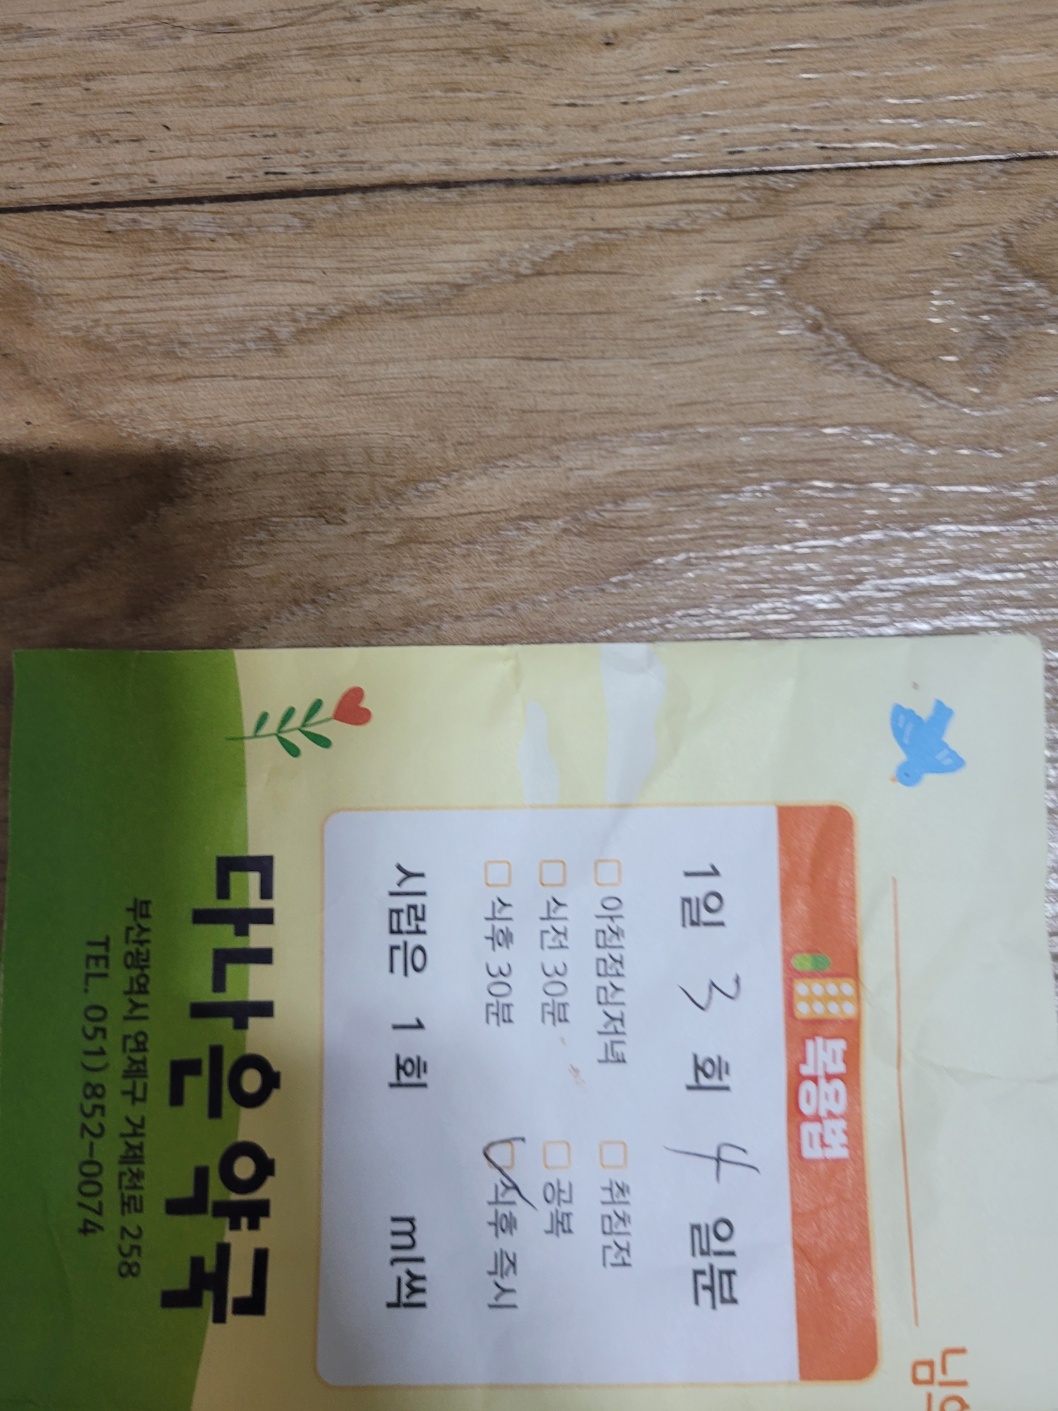 님
복용법
1일 3 회 4 일분
아침점심저녁 취침전
식전 30분 공복
식후 30분 식후 즉시
시럽은 1 회 ml씩
다나은약국
부산광역시 연제구 거제천로 258
TEL. 051) 852-0074